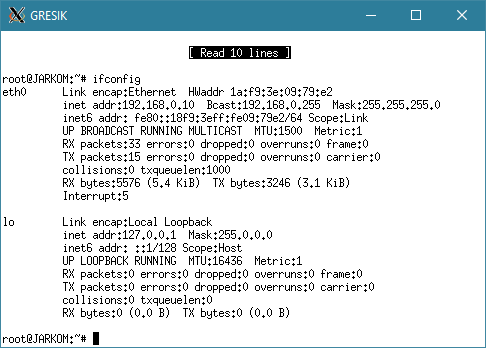 GRESIK
[ Read 10 lines ]
root@JARKOM:~# ifconfig
eth0 Link encap:Ethernet HWaddr 1a:f9:3e:09:79:e2
inet addr:192.168.0.10 Bcast:192.168.0.255 Mask:255.255.255.0
inet6 addr: fe80::18f9:3eff:fe09:79e2/64 Scope:Link
UP BROADCAST RUNNING MULTICAST MTU:1500 Metric:1
RX packets:33 errors:0 dropped:0 overruns:0 frame:0
TX packets:15 errors:0 dropped:0 overruns:0 carrier:0
collisions:0 txqueuelen:1000
RX bytes:5576 (5.4 KiB) TX bytes:3246 (3.1 KiB)
Interrupt:5
lo Link encap:Local Loopback
inet addr:127.0.0.1 Mask:255.0.0.0
inet6 addr: ::1/128 Scope:Host
UP LOOPBACK RUNNING MTU:16436 Metric:1
RX packets:0 errors:0 dropped:0 overruns:0 frame:0
TX packets:0 errors:0 dropped:0 overruns:0 carrier:0
collisions:0 txqueuelen:0
RX bytes:0 (0.0 B) TX bytes:0 (0.0 B)
root@JARKOM:~#